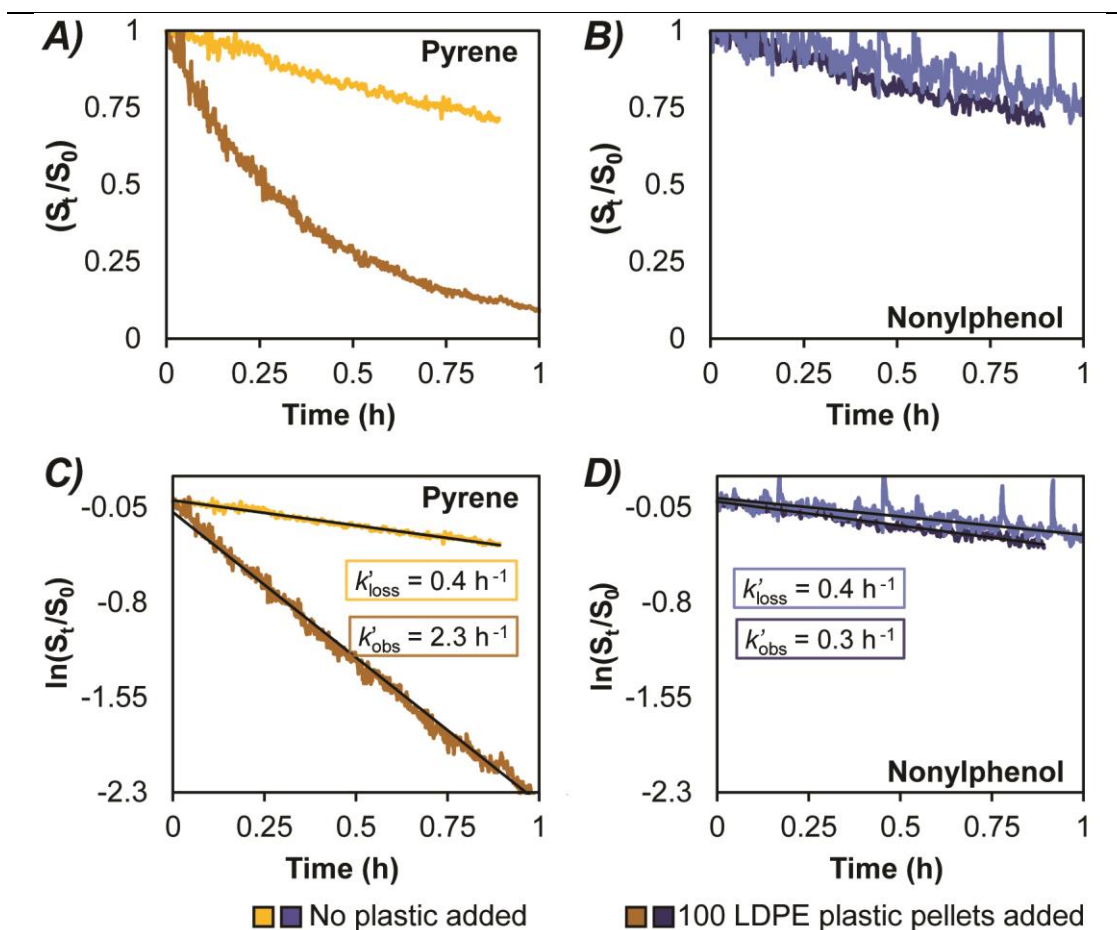 A)
Pyrene
1
0.75
0.5
0.25
0
(St/S0)
0 0.25 0.5 0.75 1
Time (h)
B)
1
0.75
0.5
0.25
0
(St/S0)
Nonylphenol
0 0.25 0.5 0.75 1
Time (h)
C)
Pyrene
-0.05
-0.8
-1.55
-2.3
ln(St/S0)
k'loss = 0.4 h-1
k'obs = 2.3 h-1
0 0.25 0.5 0.75 1
Time (h)
D)
-0.05
-0.8
-1.55
-2.3
ln(St/S0)
k'loss = 0.4 h-1
k'obs = 0.3 h-1
Nonylphenol
0 0.25 0.5 0.75 1
Time (h)
No plastic added
100 LDPE plastic pellets added